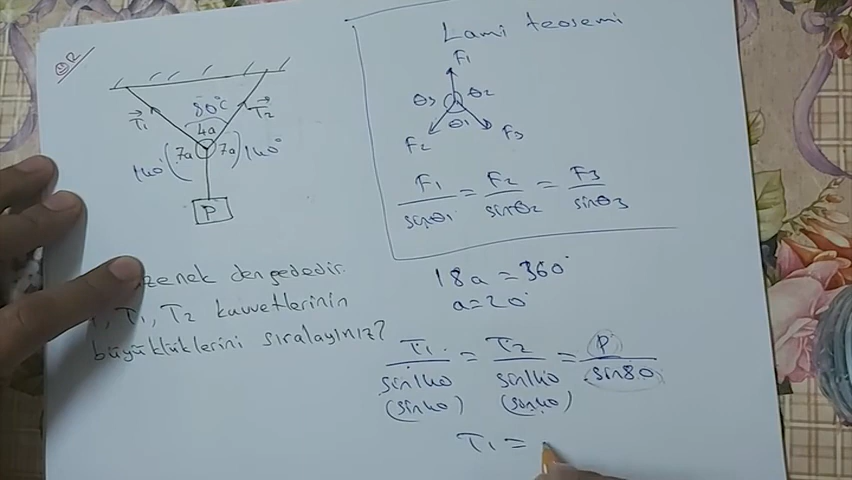 Lami teoremi
F1
θ3 θ2
θ1
F2 F3
F1/sinθ1 = F2/sinθ2 = F3/sinθ3
80°
T1 4a T2
140° 7a 7a 140°
P
zenek dengededir.
T1, T2 kuvvetlerinin
büyüklüklerini sıralayınız?
18a = 360°
a = 20°
T1/sin140 = T2/sin140 = P/sin80
(sin40) (sin40)
T1 =